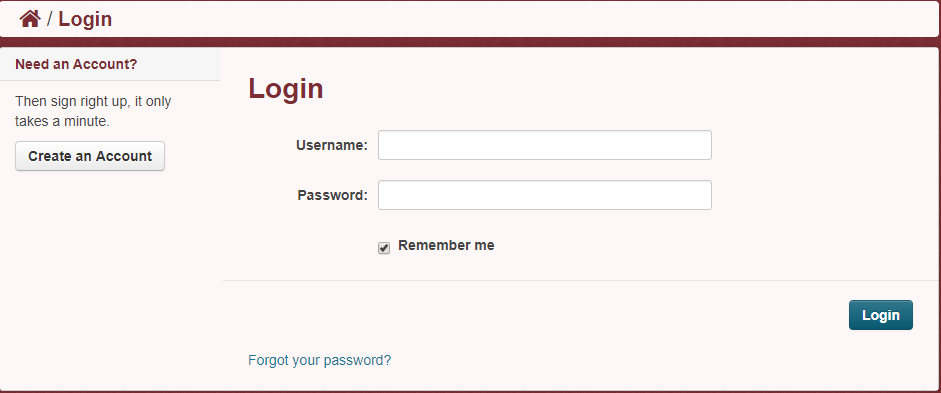 / Login
Need an Account?
Then sign right up, it only
takes a minute.
Create an Account
Login
Username:
Password:
Remember me
Login
Forgot your password?